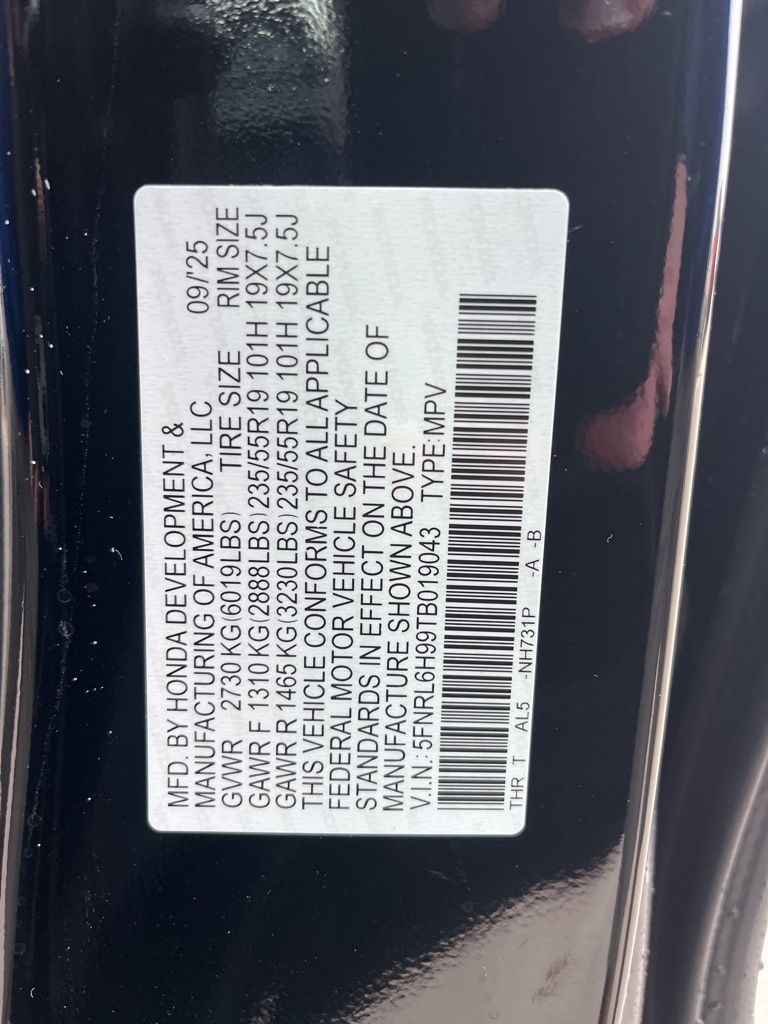 MFD. BY HONDA DEVELOPMENT &
MANUFACTURING OF AMERICA, LLC 09/'25
GVWR 2730 KG(6019LBS) TIRE SIZE RIM SIZE
GAWR F 1310 KG(2888LBS)235/55R19 101H 19X7.5J
GAWR R 1465 KG(3230LBS)235/55R19 101H 19X7.5J
THIS VEHICLE CONFORMS TO ALL APPLICABLE
FEDERAL MOTOR VEHICLE SAFETY
STANDARDS IN EFFECT ON THE DATE OF
MANUFACTURE SHOWN ABOVE.
V.I.N.:5FNRL6H99TB019043 TYPE:MPV
THR T AL5 -NH731P -A -B